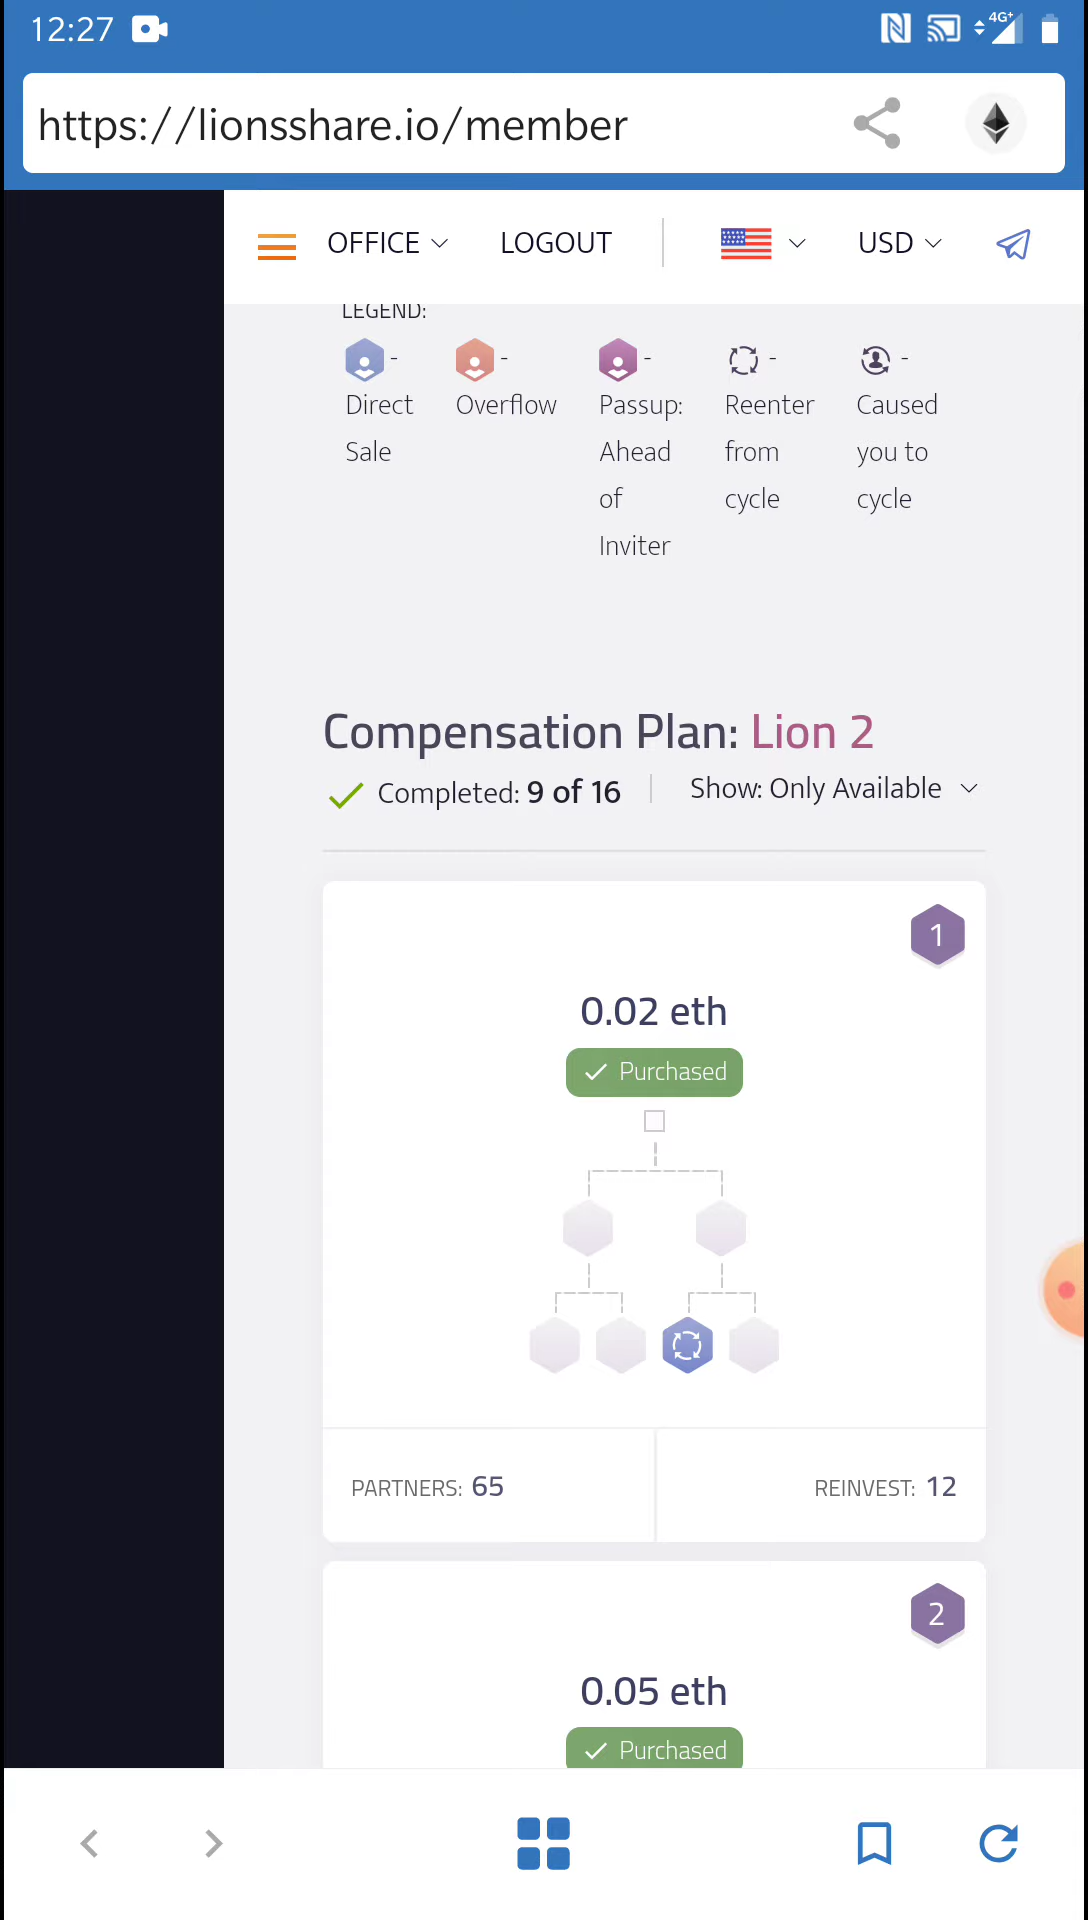 12:27
4G+
https://lionsshare.io/member
OFFICE LOGOUT USD
LEGEND:
- - - - -
Direct Overflow Passup: Reenter Caused
Sale Ahead from you to
of cycle cycle
Inviter
Compensation Plan: Lion 2
Completed: 9 of 16 Show: Only Available
1
0.02 eth
Purchased
PARTNERS: 65 REINVEST: 12
2
0.05 eth
Purchased